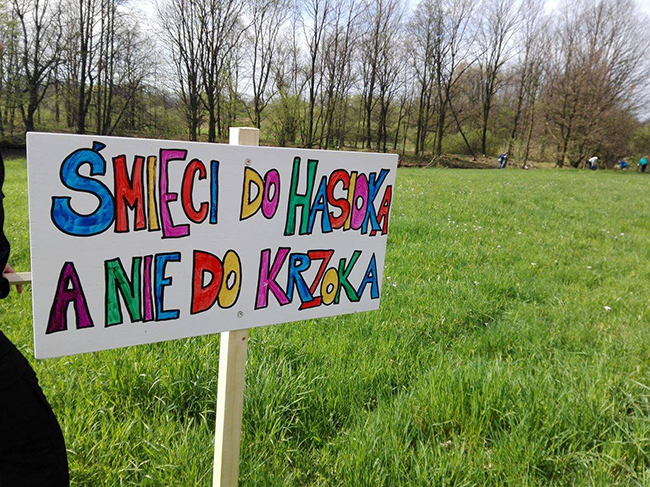 ŚMIECI DO HASIOKA,
A NIE DO KRZOKA